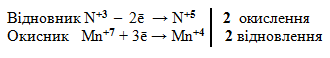 Відновник N⁺³ – 2ē → N⁺⁵ | 2 окислення
Окисник Mn⁺⁷ + 3ē → Mn⁺⁴ | 2 відновлення